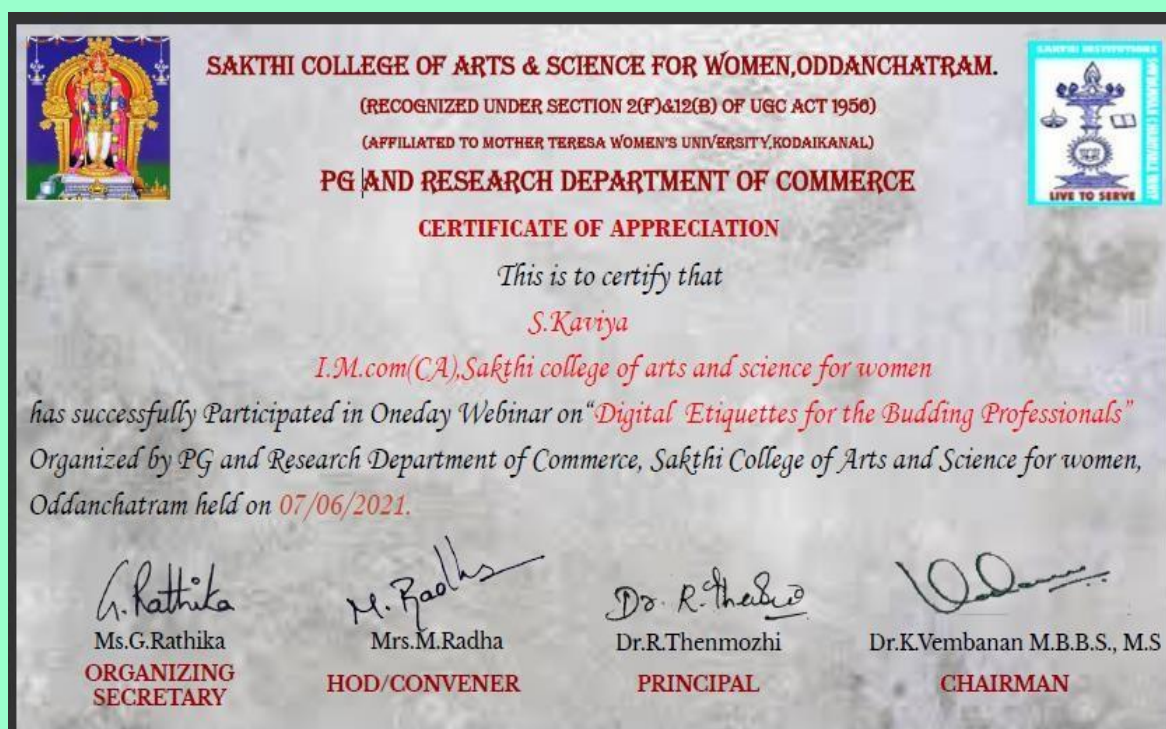 SAKTHI COLLEGE OF ARTS & SCIENCE FOR WOMEN,ODDANCHATRAM.
(RECOGNIZED UNDER SECTION 2(F)&12(B) OF UGC ACT 1956)
(AFFILIATED TO MOTHER TERESA WOMEN'S UNIVERSITY,KODAIKANAL)
PG AND RESEARCH DEPARTMENT OF COMMERCE
SAKTHI INSTITUTIONS
LIVE TO SERVE
CERTIFICATE OF APPRECIATION
This is to certify that
S.Kaviya
I.M.com(CA),Sakthi college of arts and science for women
has successfully Participated in Oneday Webinar on“Digital Etiquettes for the Budding Professionals”
Organized by PG and Research Department of Commerce, Sakthi College of Arts and Science for women,
Oddanchatram held on 07/06/2021.
G.Rathika M.Radha Dr. R.
Ms.G.Rathika Mrs.M.Radha Dr.R.Thenmozhi Dr.K.Vembanan M.B.B.S., M.S
ORGANIZING SECRETARY HOD/CONVENER PRINCIPAL CHAIRMAN